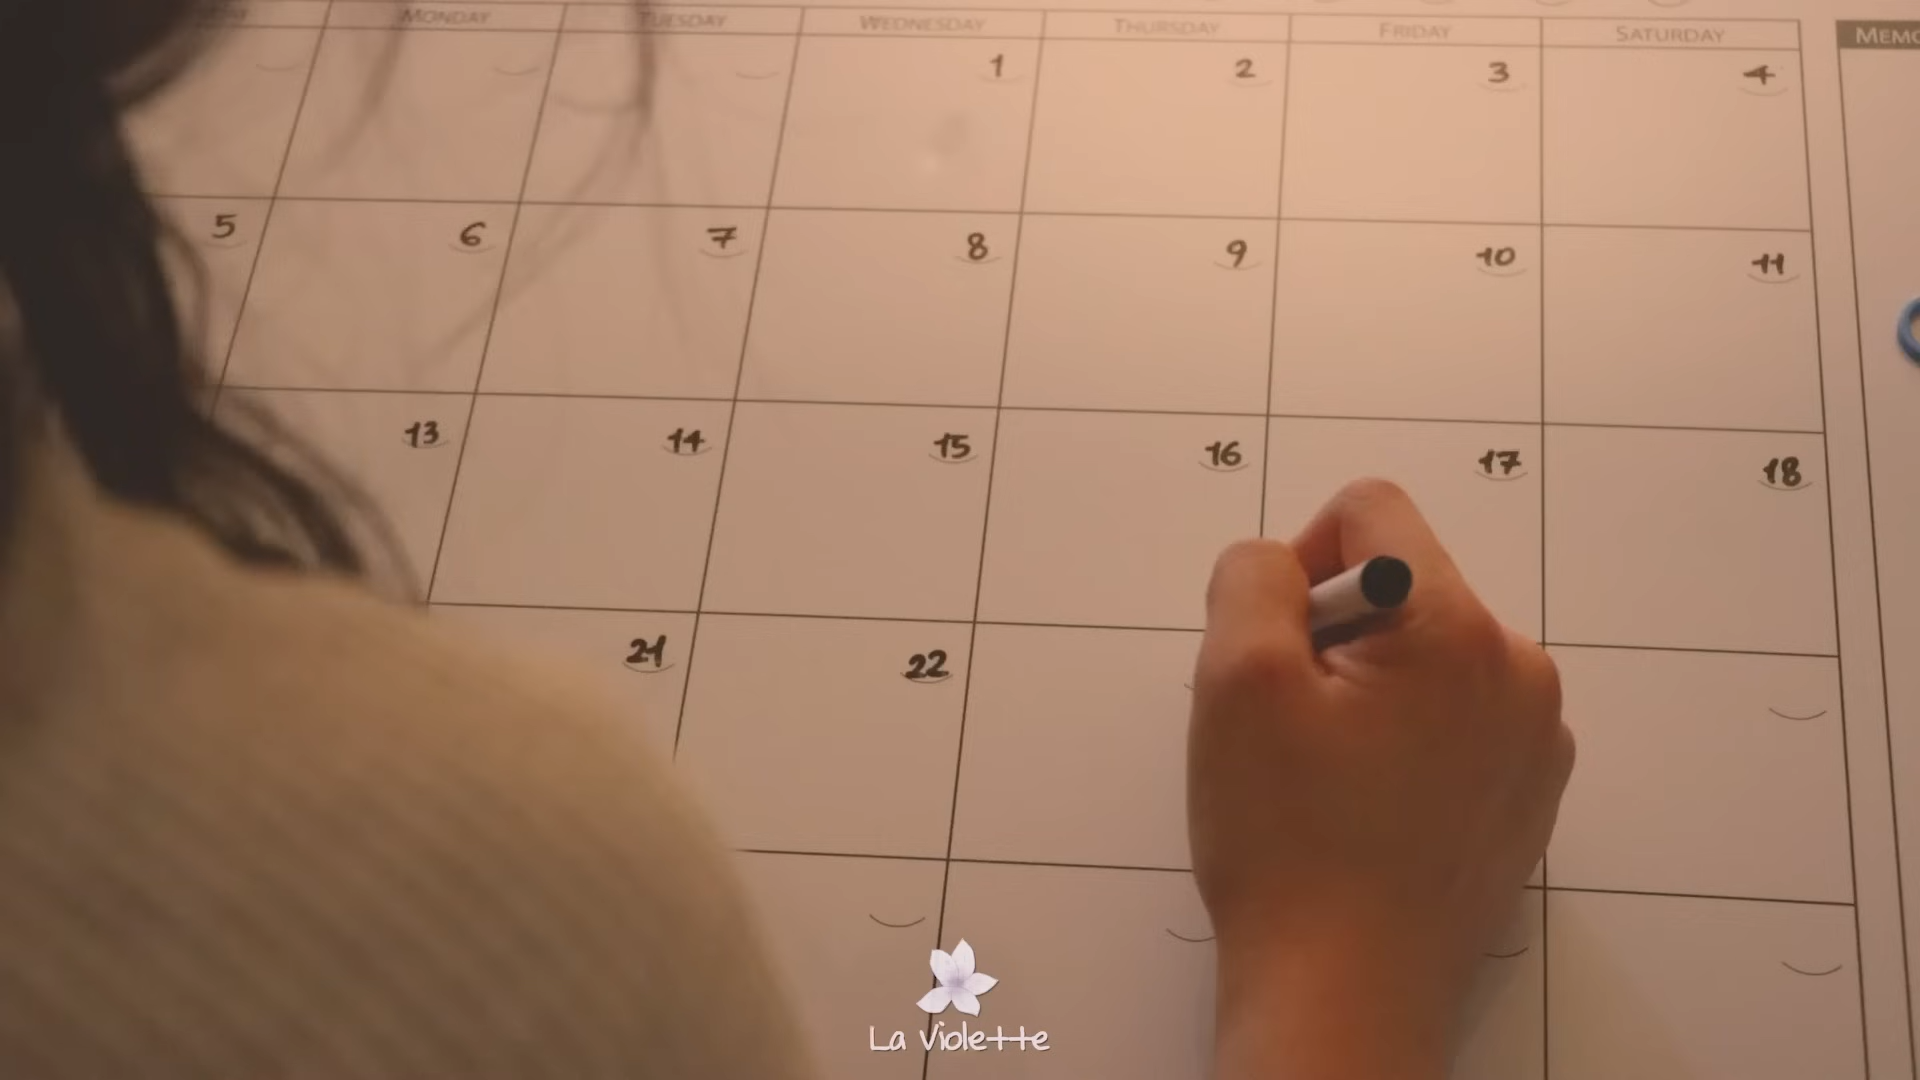 MONDAY TUESDAY WEDNESDAY THURSDAY FRIDAY SATURDAY
1 2 3 4
5 6 7 8 9 10 11
13 14 15 16 17 18
21 22
La Violette